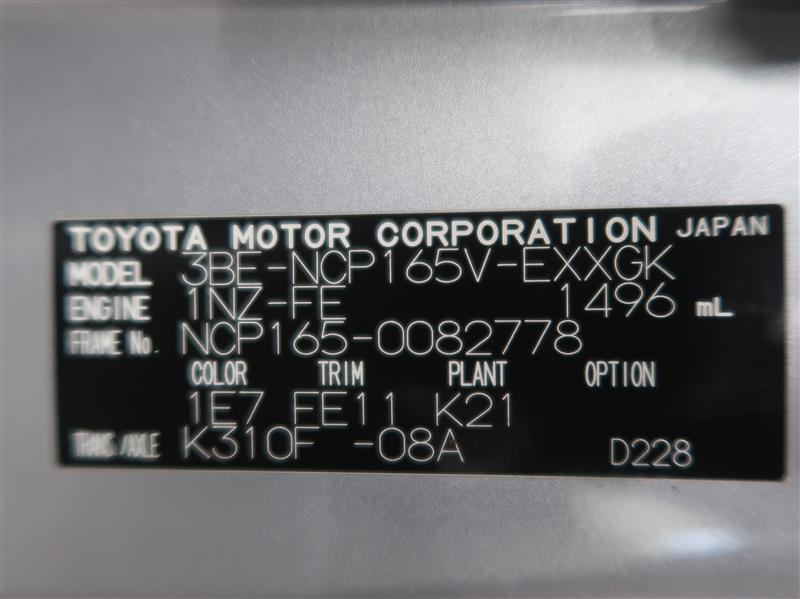 TOYOTA MOTOR CORPORATION JAPAN
MODEL 3BE-NCP165V-EXXGK
ENGINE 1NZ-FE 1496 mL
FRAME No. NCP165-0082778
COLOR TRIM PLANT OPTION
1E7 FE11 K21
TRANS/AXLE K310F -08A D228